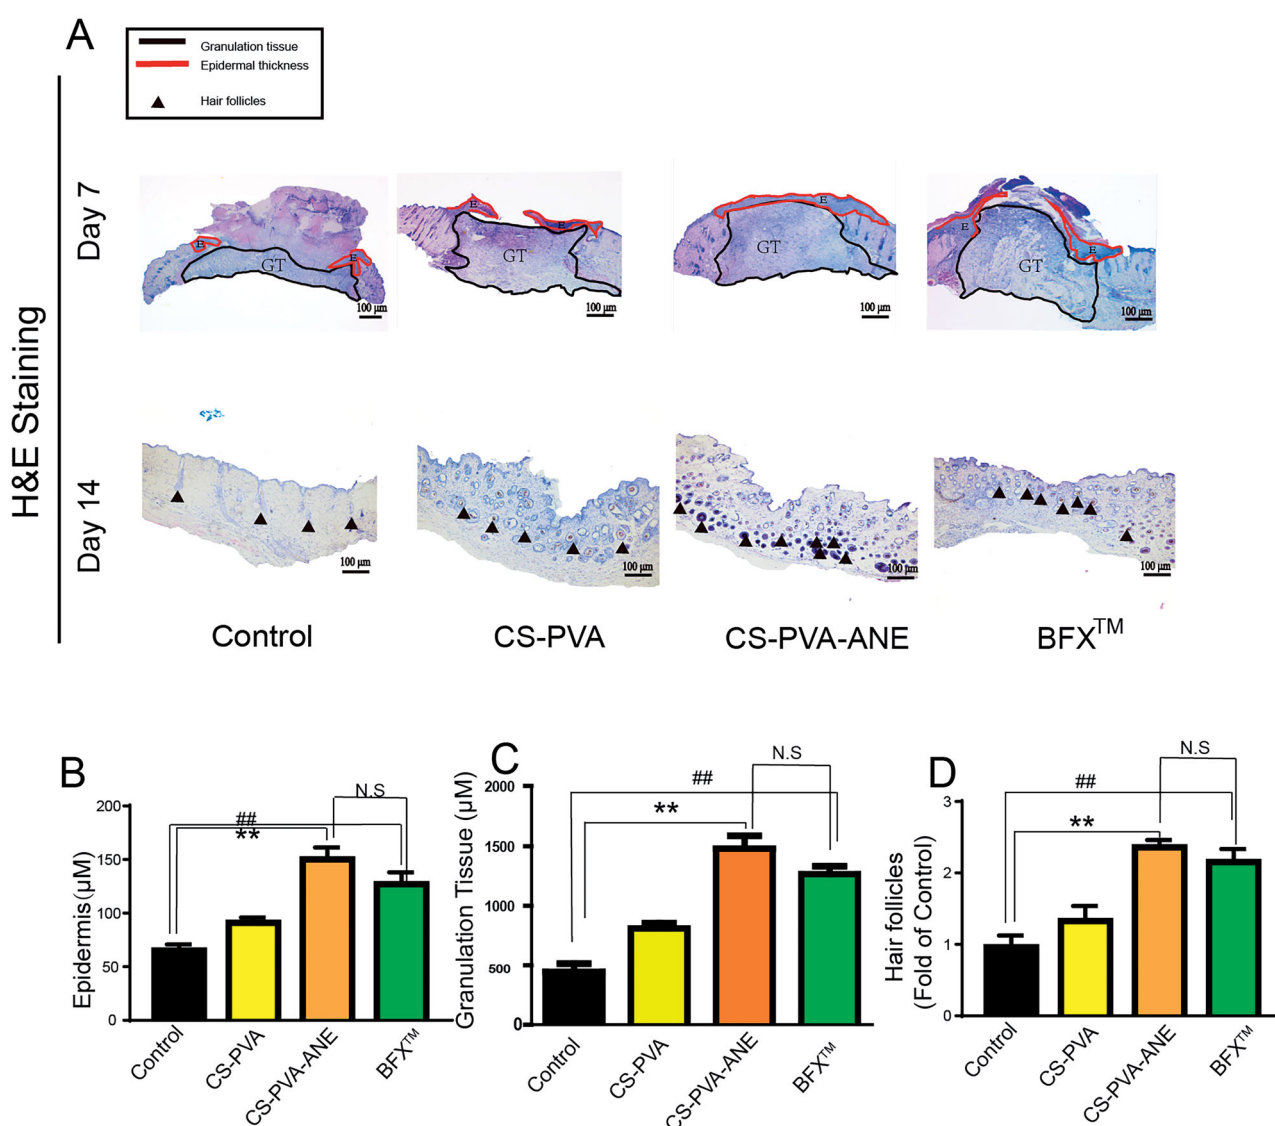 A
Granulation tissue
Epidermal thickness
Hair follicles
H&E Staining
Day 7
E
GT
E
100 µm
E
E
GT
100 µm
E
GT
100 µm
E
GT
E
100 µm
Day 14
100 µm
100 µm
100 µm
100 µm
Control
CS-PVA
CS-PVA-ANE
BFX™
B
Epidermis (µM)
200
150
100
50
0
##
**
N.S
Control
CS-PVA
CS-PVA-ANE
BFX™
C
Granulation Tissue (µM)
2000
1500
1000
500
0
##
**
N.S
Control
CS-PVA
CS-PVA-ANE
BFX™
D
Hair follicles
(Fold of Control)
3
2
1
0
##
**
N.S
Control
CS-PVA
CS-PVA-ANE
BFX™